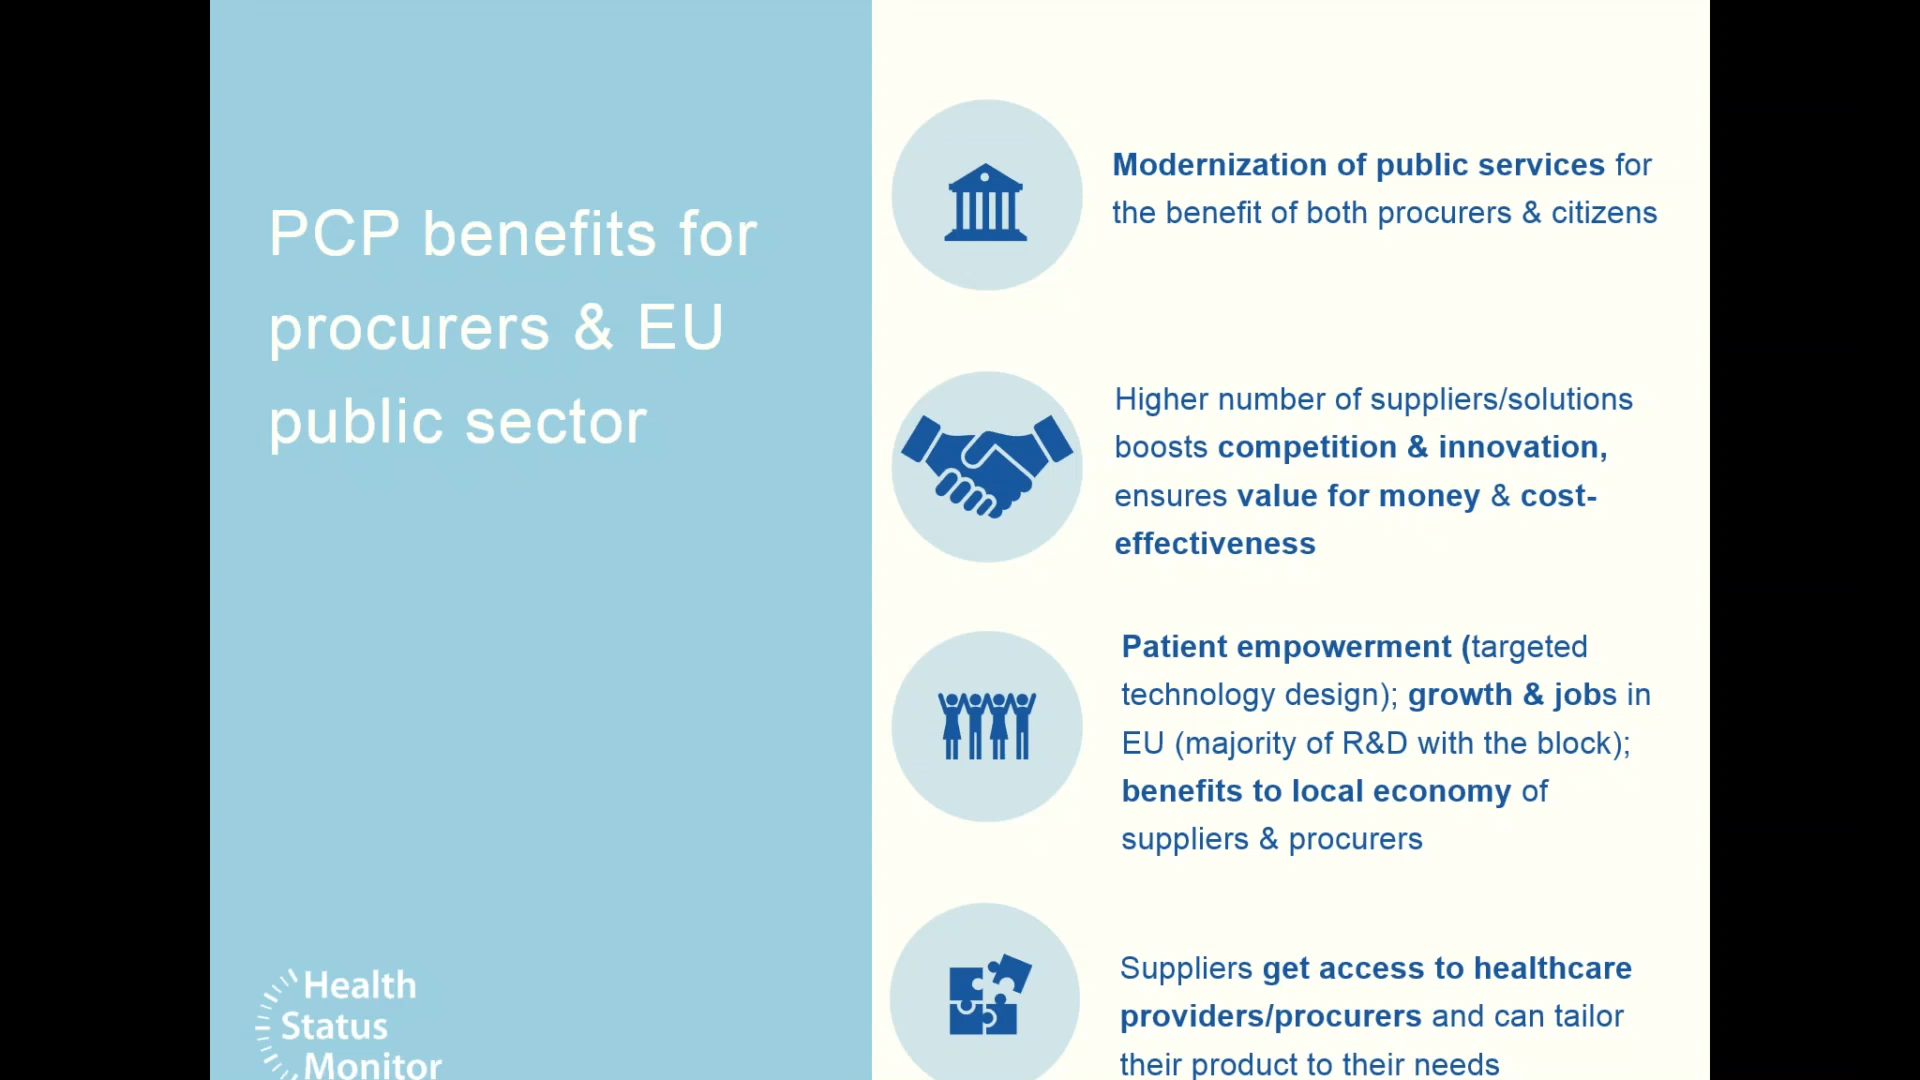 PCP benefits for
procurers & EU
public sector
Health
Status
Monitor
Modernization of public services for
the benefit of both procurers & citizens
Higher number of suppliers/solutions
boosts competition & innovation,
ensures value for money & cost-
effectiveness
Patient empowerment (targeted
technology design); growth & jobs in
EU (majority of R&D with the block);
benefits to local economy of
suppliers & procurers
Suppliers get access to healthcare
providers/procurers and can tailor
their product to their needs